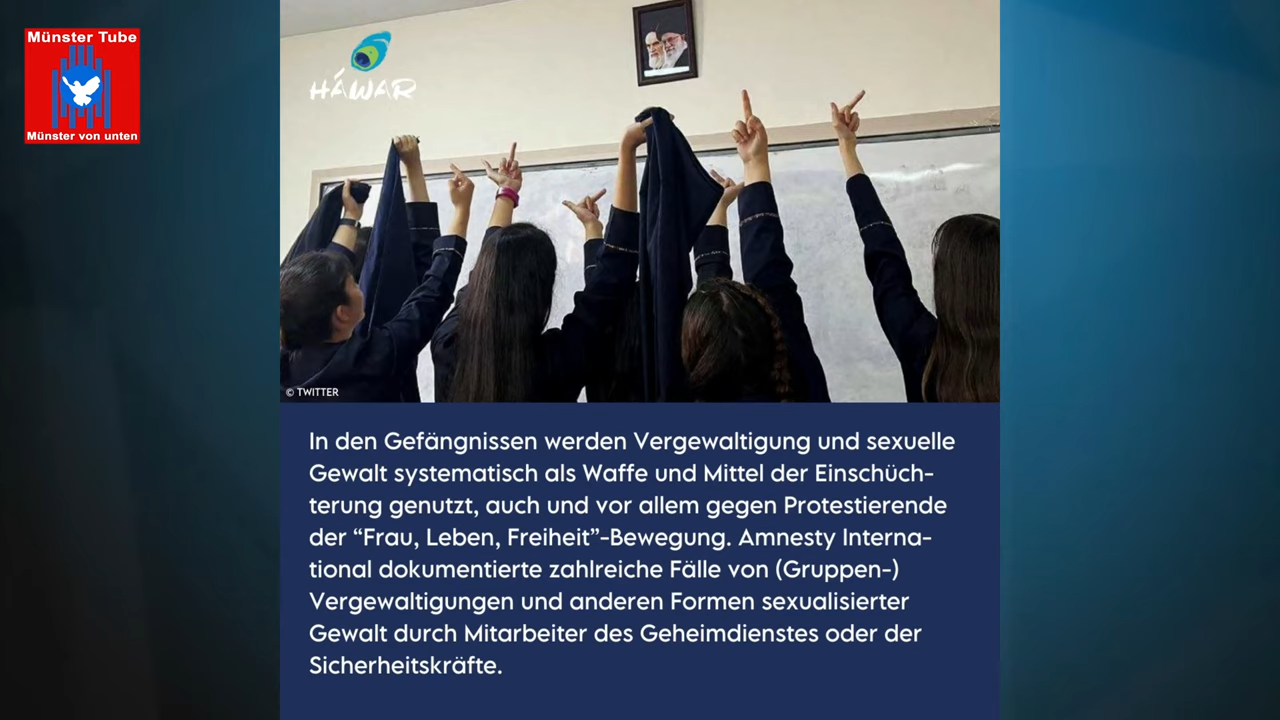 Münster Tube
Münster von unten
HÁWAR
© TWITTER
In den Gefängnissen werden Vergewaltigung und sexuelle
Gewalt systematisch als Waffe und Mittel der Einschüch-
terung genutzt, auch und vor allem gegen Protestierende
der “Frau, Leben, Freiheit”-Bewegung. Amnesty Interna-
tional dokumentierte zahlreiche Fälle von (Gruppen-)
Vergewaltigungen und anderen Formen sexualisierter
Gewalt durch Mitarbeiter des Geheimdienstes oder der
Sicherheitskräfte.